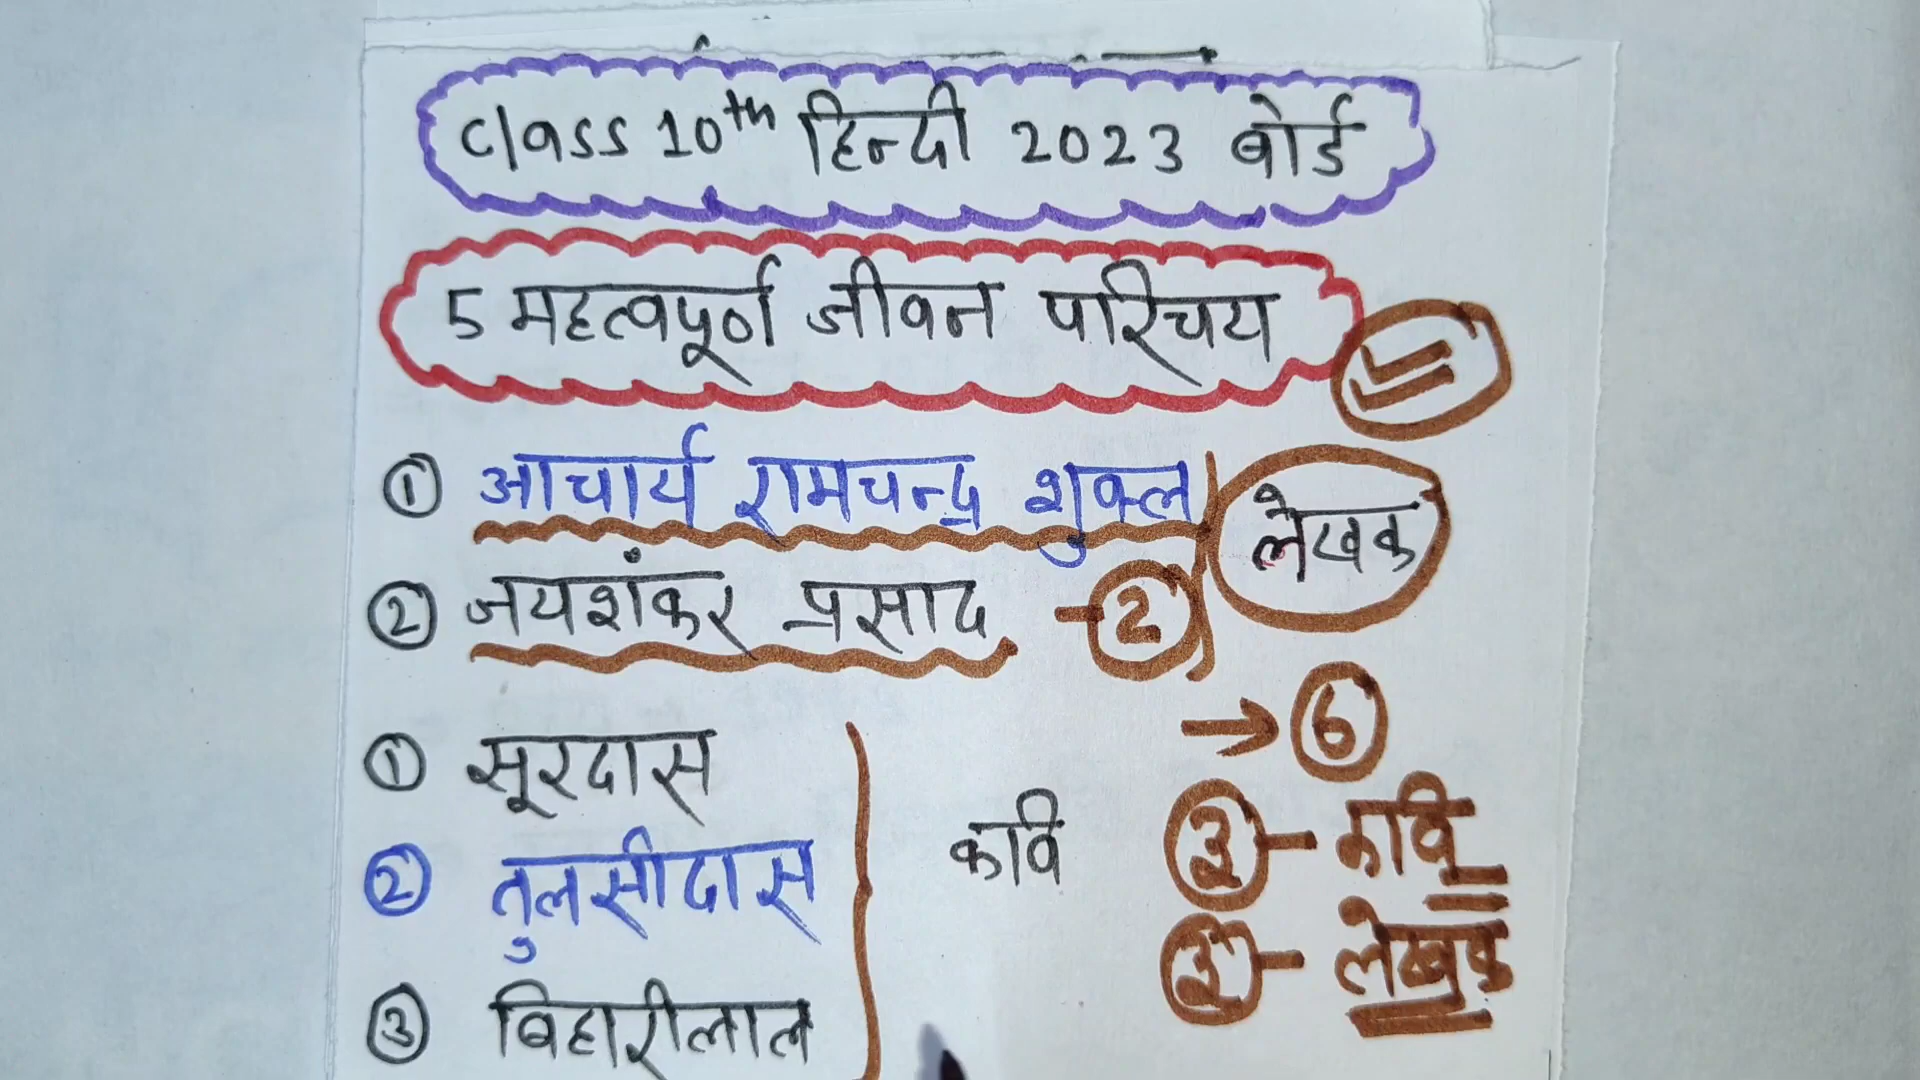 Class 10th हिन्दी 2023 बोर्ड
5 महत्वपूर्ण जीवन परिचय
① आचार्य रामचन्द्र शुक्ल
लेखक
② जयशंकर प्रसाद - ②
→ ⑥
① सूरदास
② तुलसीदास
कवि
③ - कवि
③ - लेखक
③ बिहारीलाल